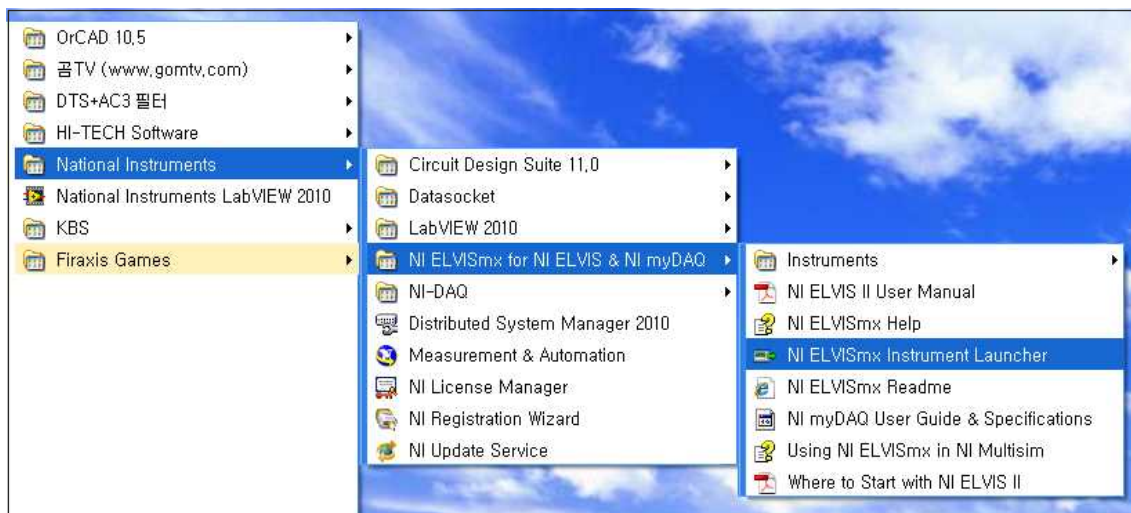 OrCAD 10,5
곰TV (www,gomtv,com)
DTS+AC3 필터
HI-TECH Software
National Instruments
National Instruments LabVIEW 2010
KBS
Firaxis Games
Circuit Design Suite 11,0
Datasocket
LabVIEW 2010
NI ELVISmx for NI ELVIS & NI myDAQ
NI-DAQ
Distributed System Manager 2010
Measurement & Automation
NI License Manager
NI Registration Wizard
NI Update Service
Instruments
NI ELVIS II User Manual
NI ELVISmx Help
NI ELVISmx Instrument Launcher
NI ELVISmx Readme
NI myDAQ User Guide & Specifications
Using NI ELVISmx in NI Multisim
Where to Start with NI ELVIS II